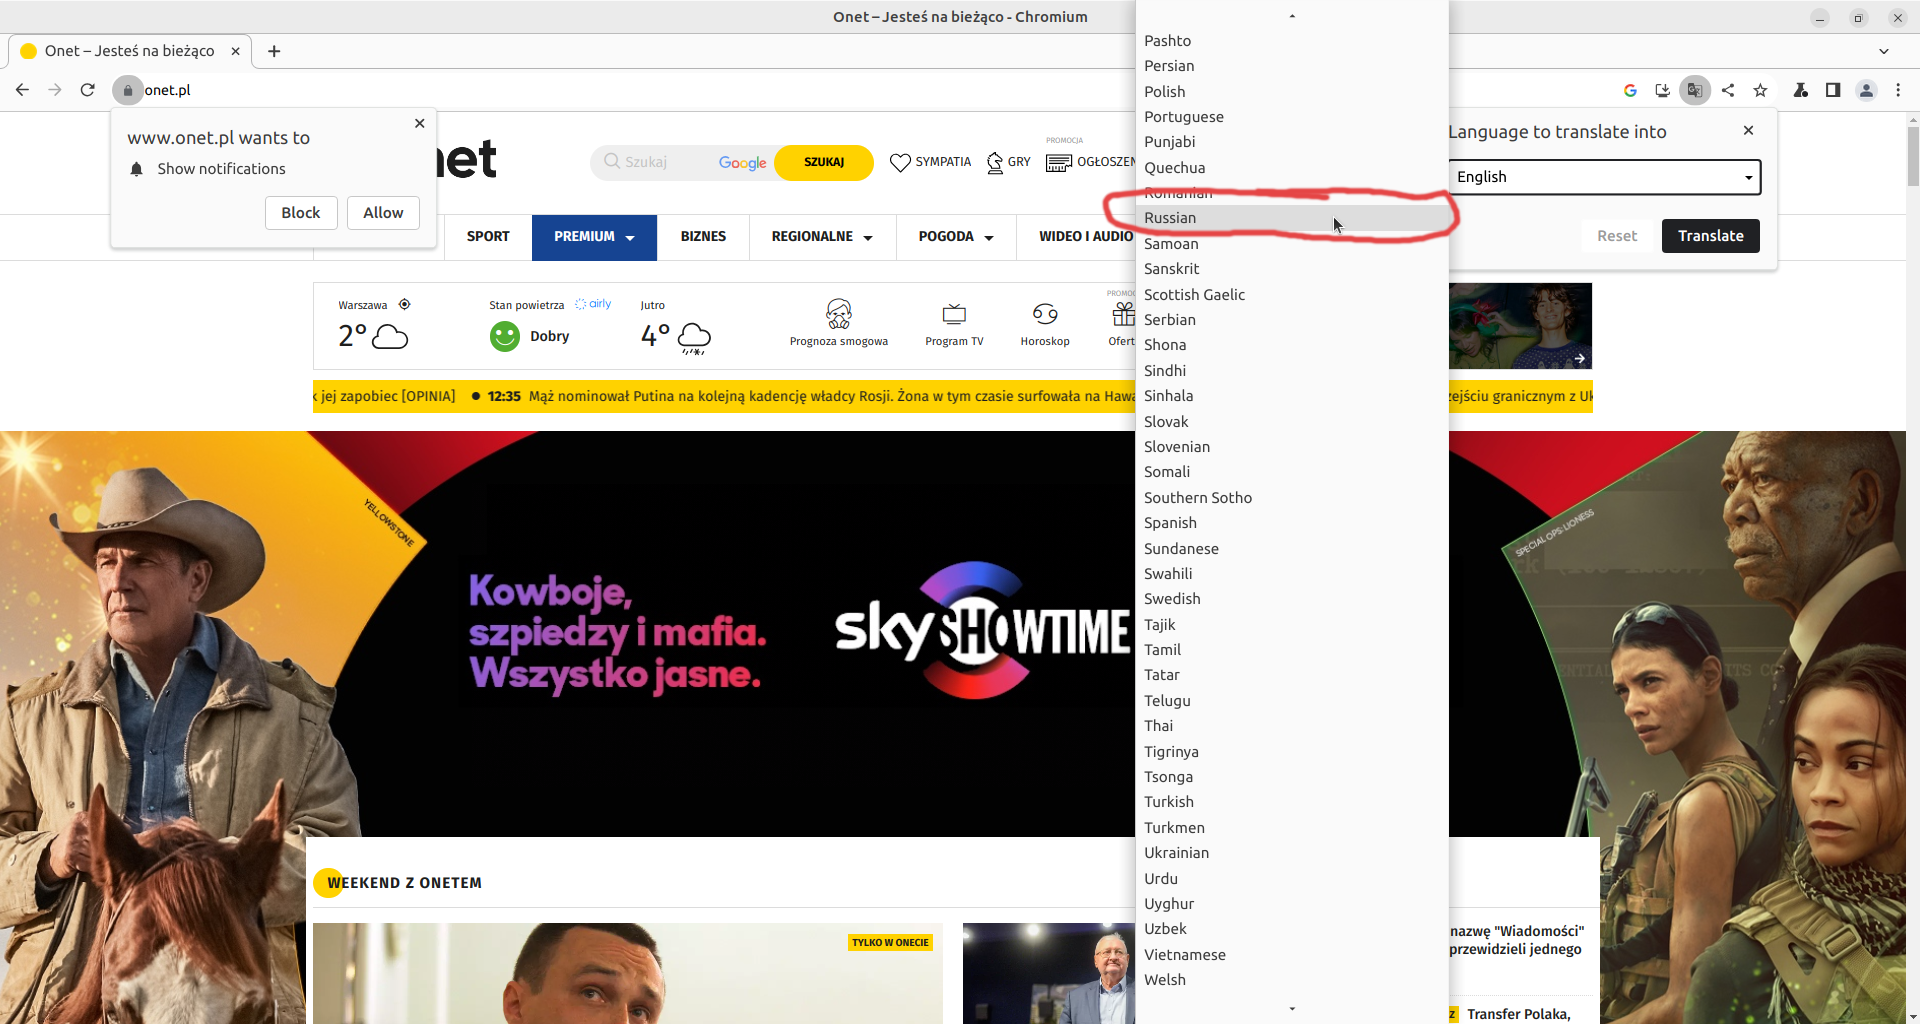 Onet – Jesteś na bieżąco - Chromium
Onet – Jesteś na bieżąco
onet.pl
www.onet.pl wants to
Show notifications
Block
Allow
net
Szukaj
Google
SZUKAJ
SYMPATIA
GRY
PROMOCJA
OGŁOSZEN
SPORT
PREMIUM
BIZNES
REGIONALNE
POGODA
WIDEO I AUDIO
Warszawa
2°
Stan powietrza
airly
Dobry
Jutro
4°
Prognoza smogowa
Program TV
Horoskop
PROMOC
Ofert
k jej zapobiec [OPINIA]
12:35 Mąż nominował Putina na kolejną kadencję władcy Rosji. Żona w tym czasie surfowała na Hawa
zejściu granicznym z Uk
YELLOWSTONE
Kowboje,
szpiedzy i mafia.
Wszystko jasne.
sky SHOWTIME
SPECIAL OPS: LIONESS
WEEKEND Z ONETEM
TYLKO W ONECIE
nazwę "Wiadomości"
przewidzieli jednego
z
Transfer Polaka,
Pashto
Persian
Polish
Portuguese
Punjabi
Quechua
Romanian
Russian
Samoan
Sanskrit
Scottish Gaelic
Serbian
Shona
Sindhi
Sinhala
Slovak
Slovenian
Somali
Southern Sotho
Spanish
Sundanese
Swahili
Swedish
Tajik
Tamil
Tatar
Telugu
Thai
Tigrinya
Tsonga
Turkish
Turkmen
Ukrainian
Urdu
Uyghur
Uzbek
Vietnamese
Welsh
Language to translate into
English
Reset
Translate